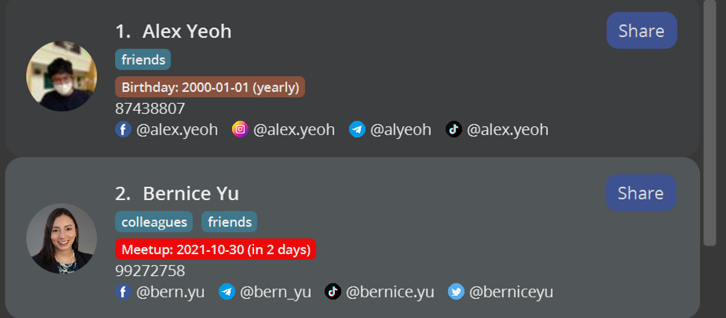 1. Alex Yeoh
Share
friends
Birthday: 2000-01-01 (yearly)
87438807
@alex.yeoh @alex.yeoh @alyeoh @alex.yeoh
2. Bernice Yu
Share
colleagues friends
Meetup: 2021-10-30 (in 2 days)
99272758
@bern.yu @bern_yu @bernice.yu @berniceyu